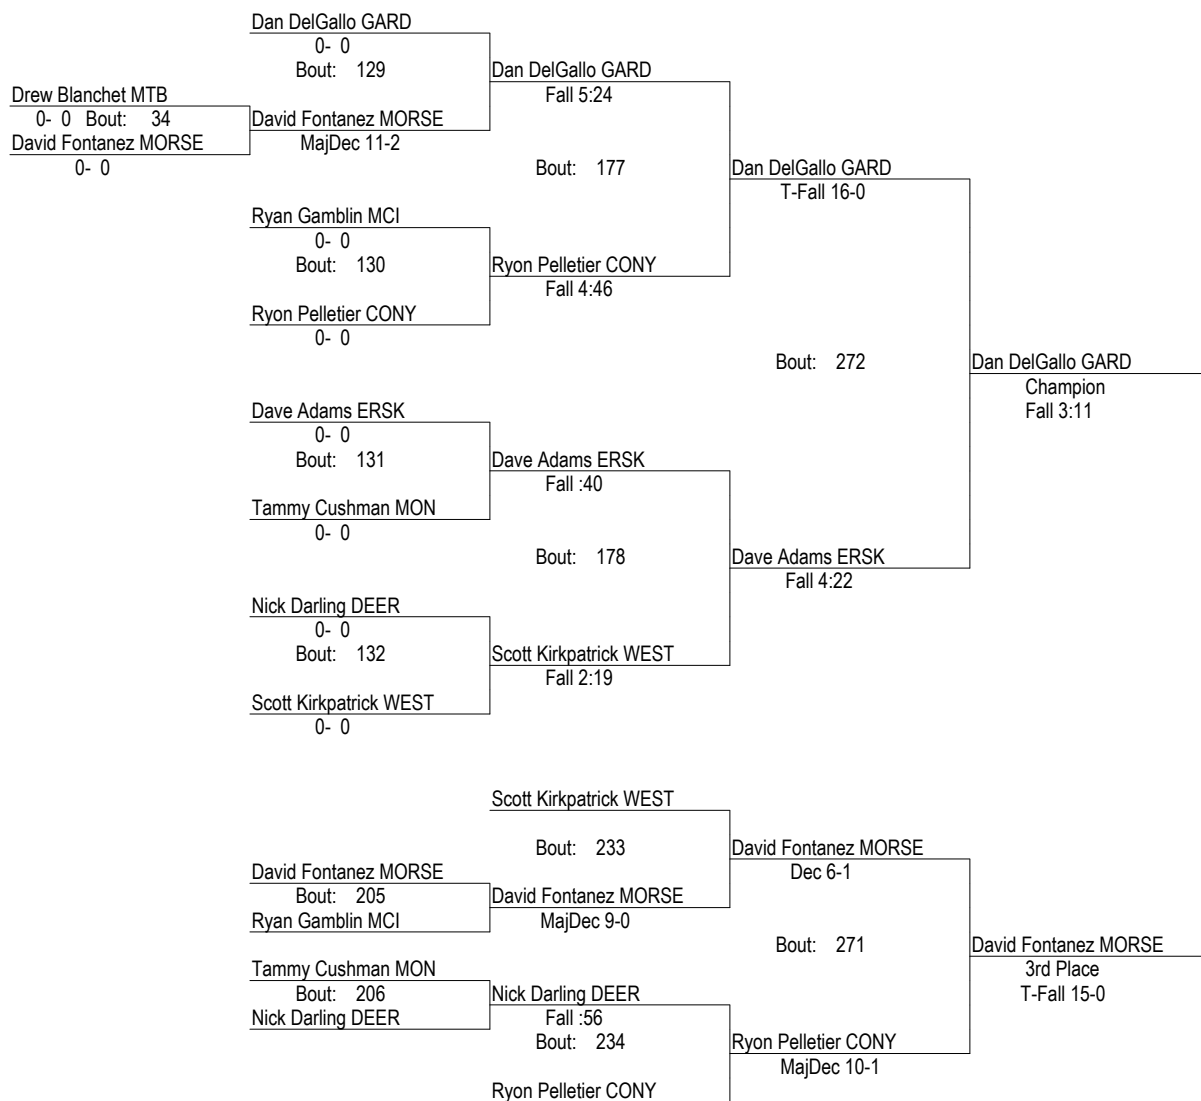 Dan DelGallo GARD
0- 0
Bout: 129
Dan DelGallo GARD
Fall 5:24
Drew Blanchet MTB
0- 0 Bout: 34
David Fontanez MORSE
0- 0
David Fontanez MORSE
MajDec 11-2
Bout: 177
Dan DelGallo GARD
T-Fall 16-0
Ryan Gamblin MCI
0- 0
Bout: 130
Ryon Pelletier CONY
Fall 4:46
Ryon Pelletier CONY
0- 0
Bout: 272
Dan DelGallo GARD
Champion
Fall 3:11
Dave Adams ERSK
0- 0
Bout: 131
Dave Adams ERSK
Fall :40
Tammy Cushman MON
0- 0
Bout: 178
Dave Adams ERSK
Fall 4:22
Nick Darling DEER
0- 0
Bout: 132
Scott Kirkpatrick WEST
Fall 2:19
Scott Kirkpatrick WEST
0- 0
Scott Kirkpatrick WEST
Bout: 233
David Fontanez MORSE
Dec 6-1
David Fontanez MORSE
Bout: 205
Ryan Gamblin MCI
David Fontanez MORSE
MajDec 9-0
Bout: 271
David Fontanez MORSE
3rd Place
T-Fall 15-0
Tammy Cushman MON
Bout: 206
Nick Darling DEER
Nick Darling DEER
Fall :56
Bout: 234
Ryon Pelletier CONY
MajDec 10-1
Ryon Pelletier CONY